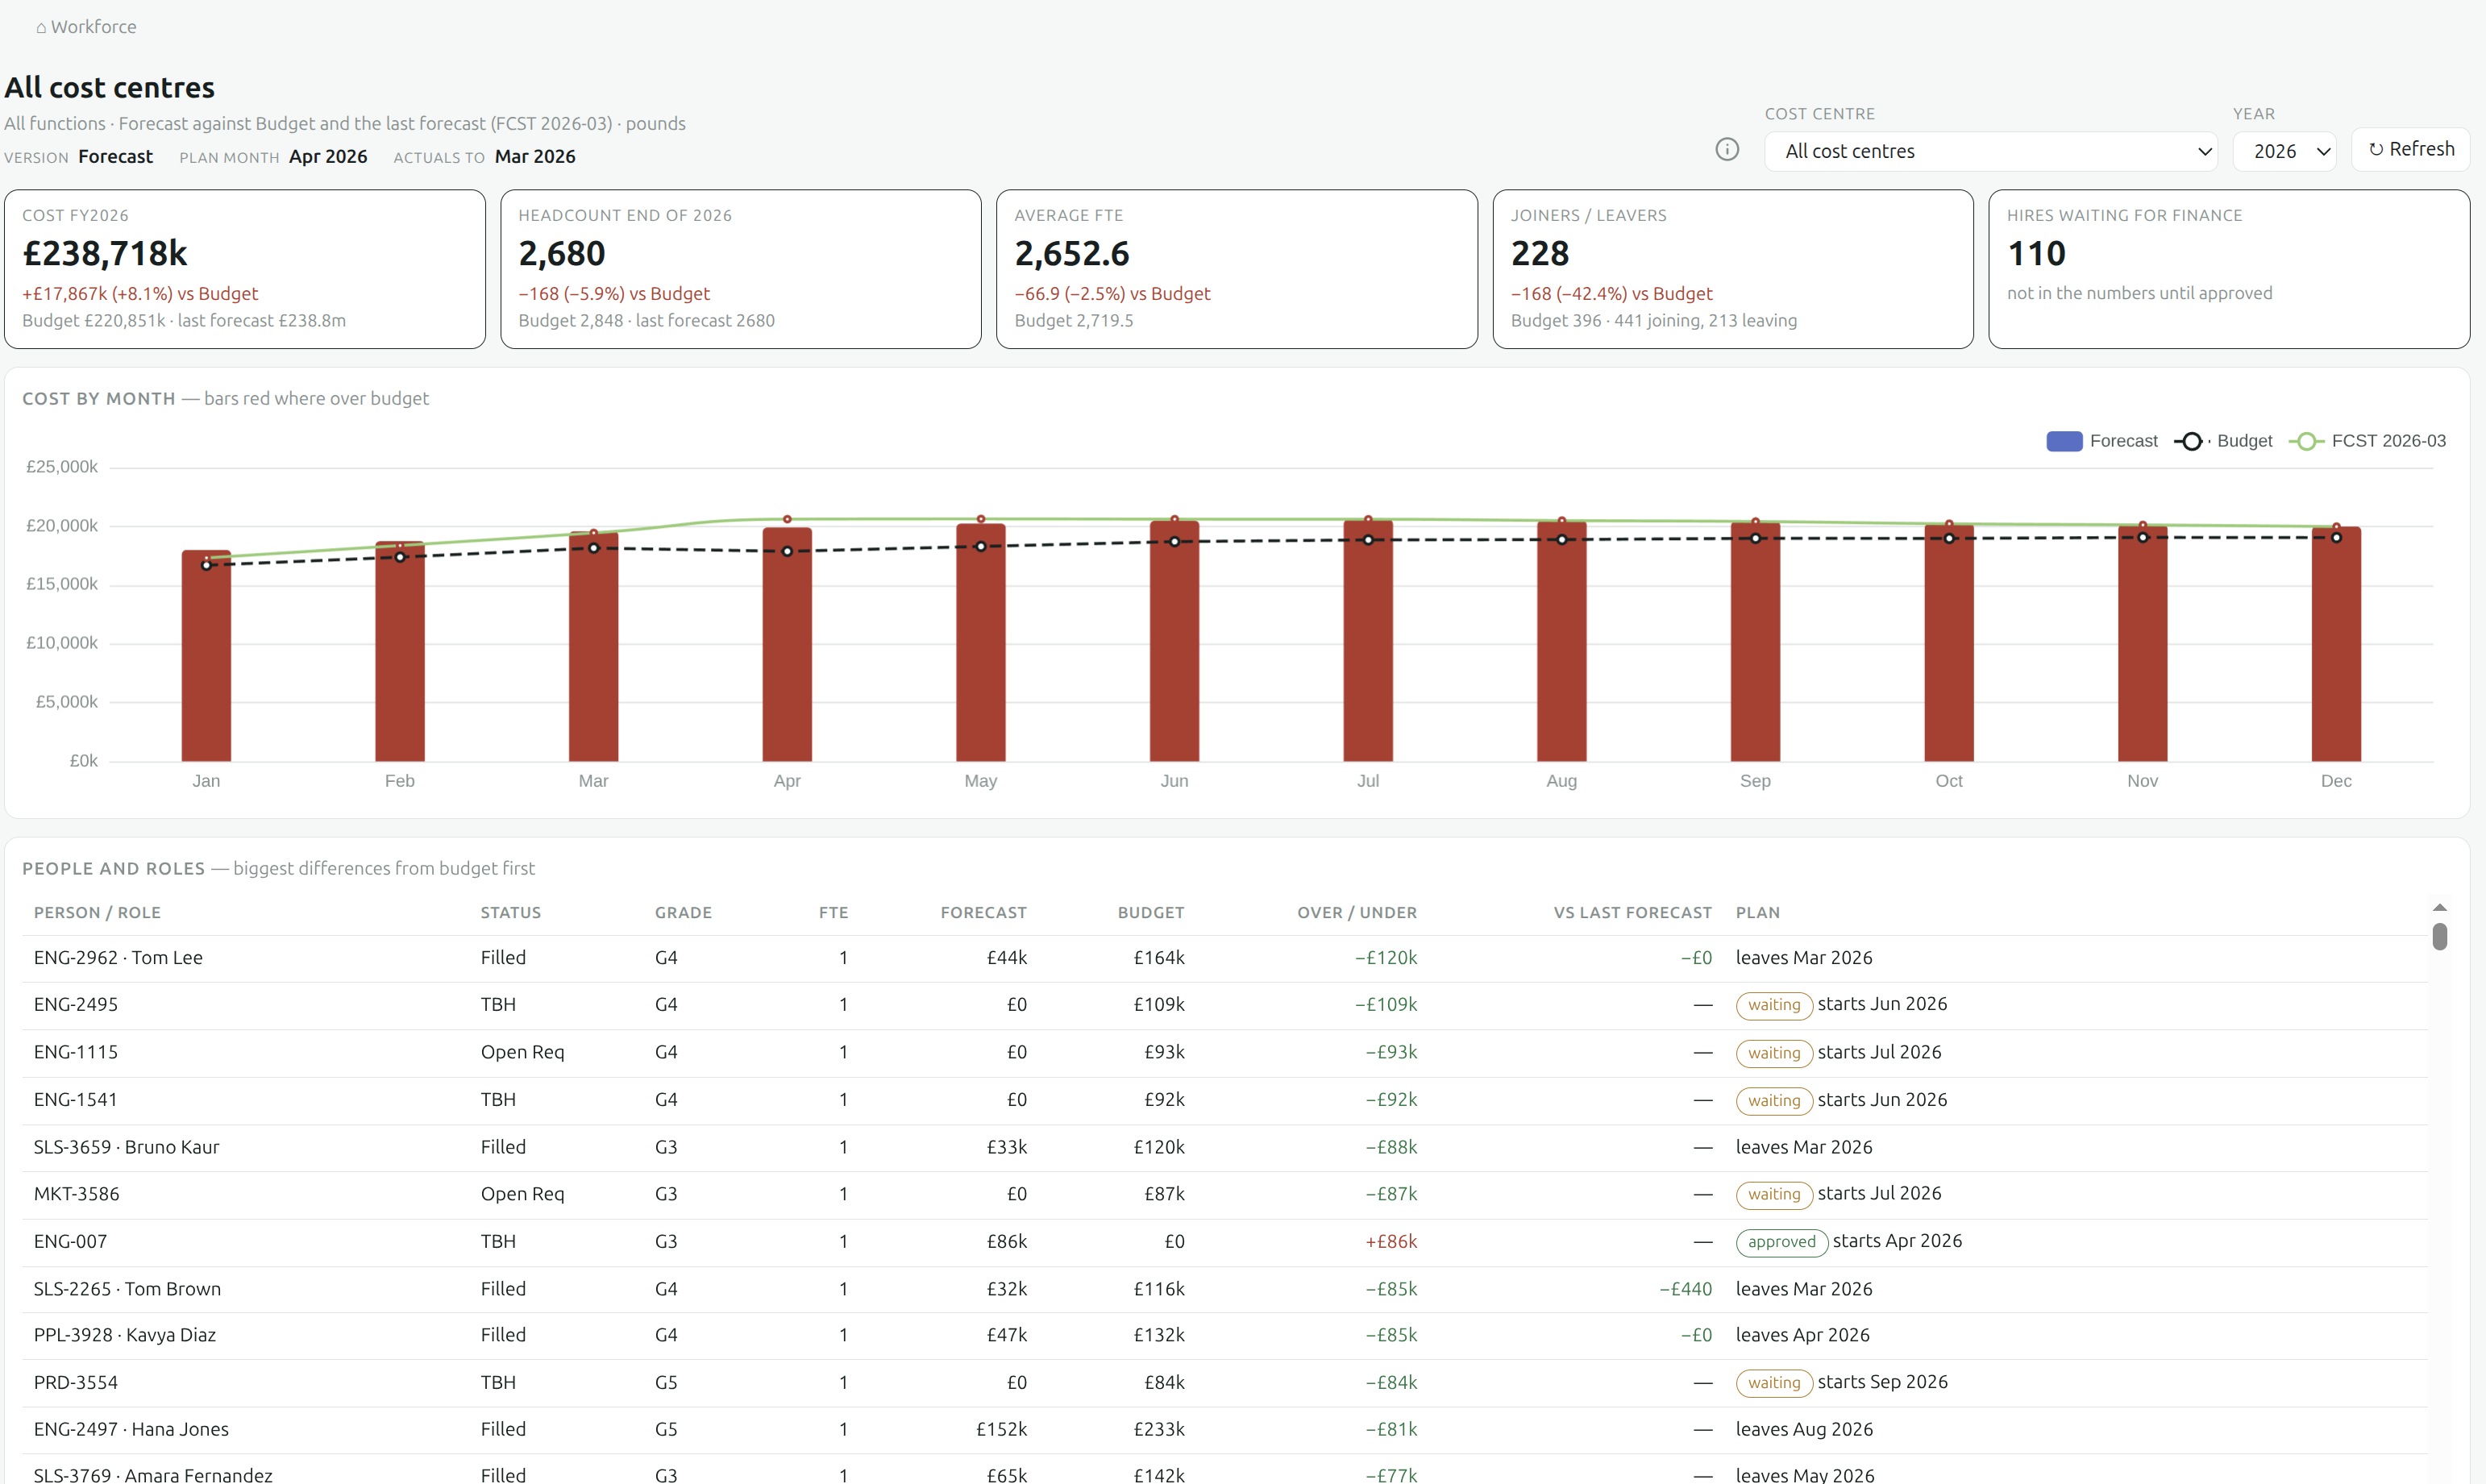 ⌂ Workforce
All cost centres
All functions · Forecast against Budget and the last forecast (FCST 2026-03) · pounds
VERSION Forecast PLAN MONTH Apr 2026 ACTUALS TO Mar 2026
COST CENTRE
All cost centres
YEAR
2026
↻ Refresh
COST FY2026
£238,718k
+£17,867k (+8.1%) vs Budget
Budget £220,851k · last forecast £238.8m
HEADCOUNT END OF 2026
2,680
−168 (−5.9%) vs Budget
Budget 2,848 · last forecast 2680
AVERAGE FTE
2,652.6
−66.9 (−2.5%) vs Budget
Budget 2,719.5
JOINERS / LEAVERS
228
−168 (−42.4%) vs Budget
Budget 396 · 441 joining, 213 leaving
HIRES WAITING FOR FINANCE
110
not in the numbers until approved
COST BY MONTH — bars red where over budget
Forecast Budget FCST 2026-03
£25,000k
£20,000k
£15,000k
£10,000k
£5,000k
£0k
Jan Feb Mar Apr May Jun Jul Aug Sep Oct Nov Dec
PEOPLE AND ROLES — biggest differences from budget first
PERSON / ROLE STATUS GRADE FTE FORECAST BUDGET OVER / UNDER VS LAST FORECAST PLAN
ENG-2962 · Tom Lee Filled G4 1 £44k £164k −£120k −£0 leaves Mar 2026
ENG-2495 TBH G4 1 £0 £109k −£109k — waiting starts Jun 2026
ENG-1115 Open Req G4 1 £0 £93k −£93k — waiting starts Jul 2026
ENG-1541 TBH G4 1 £0 £92k −£92k — waiting starts Jun 2026
SLS-3659 · Bruno Kaur Filled G3 1 £33k £120k −£88k — leaves Mar 2026
MKT-3586 Open Req G3 1 £0 £87k −£87k — waiting starts Jul 2026
ENG-007 TBH G3 1 £86k £0 +£86k — approved starts Apr 2026
SLS-2265 · Tom Brown Filled G4 1 £32k £116k −£85k −£440 leaves Mar 2026
PPL-3928 · Kavya Diaz Filled G4 1 £47k £132k −£85k −£0 leaves Apr 2026
PRD-3554 TBH G5 1 £0 £84k −£84k — waiting starts Sep 2026
ENG-2497 · Hana Jones Filled G5 1 £152k £233k −£81k — leaves Aug 2026
SLS-3769 · Amara Fernandez Filled G3 1 £65k £142k −£77k — leaves May 2026